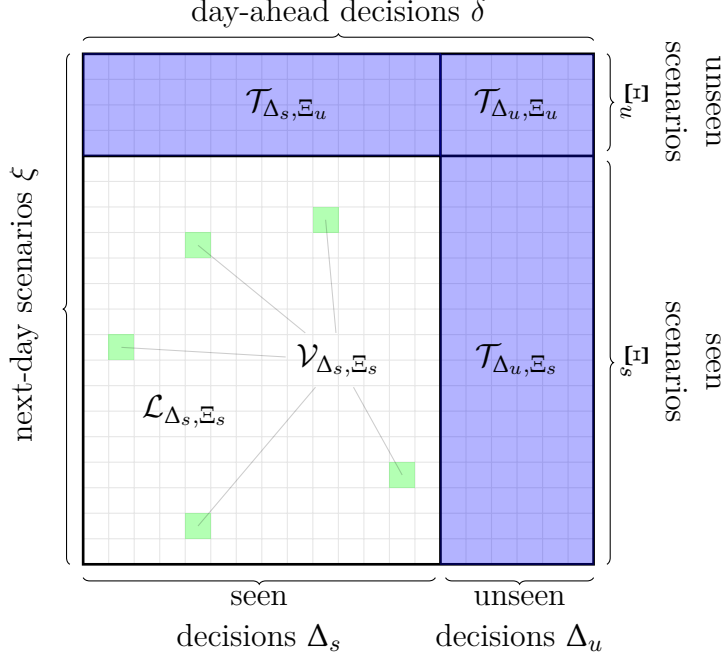 day-ahead decisions δ
next-day scenarios ξ
𝒯_{Δ_s,Ξ_u}
𝒯_{Δ_u,Ξ_u}
Ξ_u
unseen
scenarios
𝒱_{Δ_s,Ξ_s}
𝒯_{Δ_u,Ξ_s}
ℒ_{Δ_s,Ξ_s}
Ξ_s
seen
scenarios
seen
decisions Δ_s
unseen
decisions Δ_u